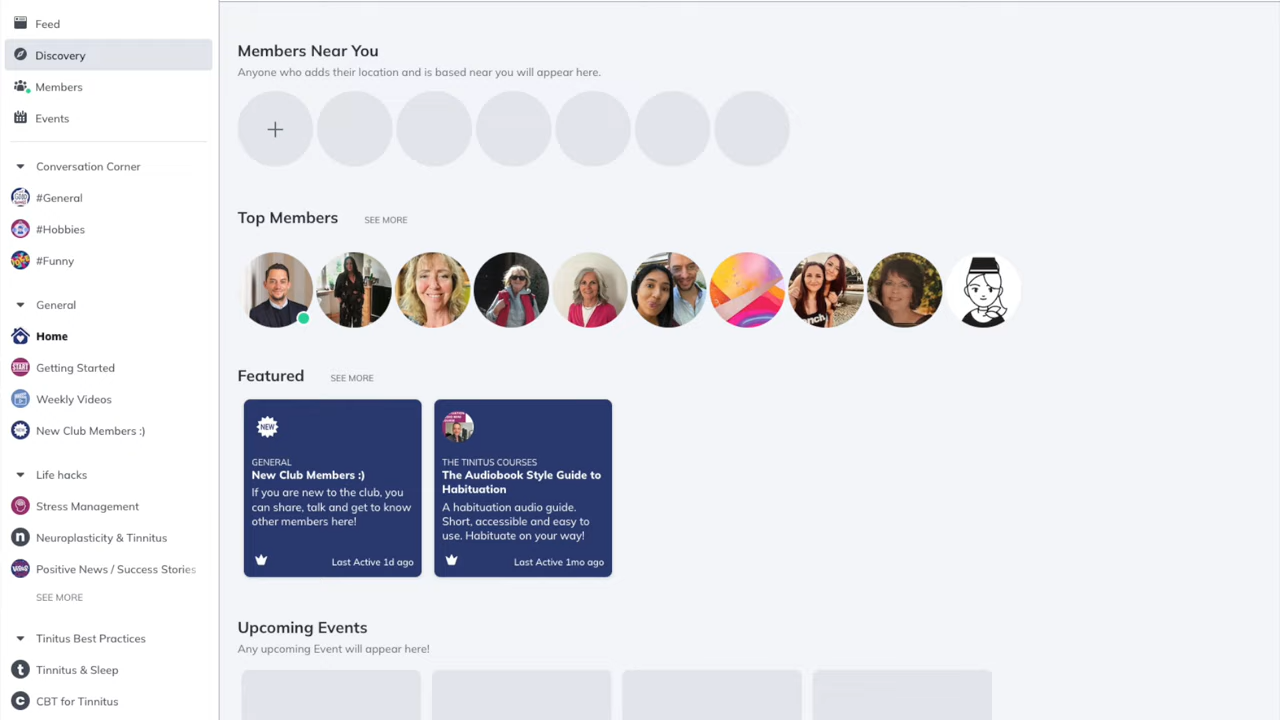 Feed
Discovery
Members
Events
Conversation Corner
#General
#Hobbies
#Funny
General
Home
START
Getting Started
Weekly Videos
New Club Members :)
Life hacks
Stress Management
n
Neuroplasticity & Tinnitus
Positive News / Success Stories
SEE MORE
Tinitus Best Practices
t
Tinnitus & Sleep
C
CBT for Tinnitus
Members Near You
Anyone who adds their location and is based near you will appear here.
Top Members
SEE MORE
Featured
SEE MORE
NEW
GENERAL
New Club Members :)
If you are new to the club, you
can share, talk and get to know
other members here!
Last Active 1d ago
THE TINITUS COURSES
The Audiobook Style Guide to
Habituation
A habituation audio guide.
Short, accessible and easy to
use. Habituate on your way!
Last Active 1mo ago
Upcoming Events
Any upcoming Event will appear here!